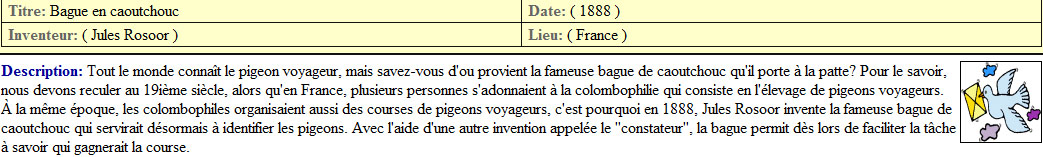 Titre: Bague en caoutchouc Date: ( 1888 )
Inventeur: ( Jules Rosoor ) Lieu: ( France )
Description: Tout le monde connaît le pigeon voyageur, mais savez-vous d'ou provient la fameuse bague de caoutchouc qu'il porte à la patte? Pour le savoir,
nous devons reculer au 19ième siècle, alors qu'en France, plusieurs personnes s'adonnaient à la colombophilie qui consiste en l'élevage de pigeons voyageurs.
À la même époque, les colombophiles organisaient aussi des courses de pigeons voyageurs, c'est pourquoi en 1888, Jules Rosoor invente la fameuse bague de
caoutchouc qui servirait désormais à identifier les pigeons. Avec l'aide d'une autre invention appelée le "constateur", la bague permit dès lors de faciliter la tâche
à savoir qui gagnerait la course.